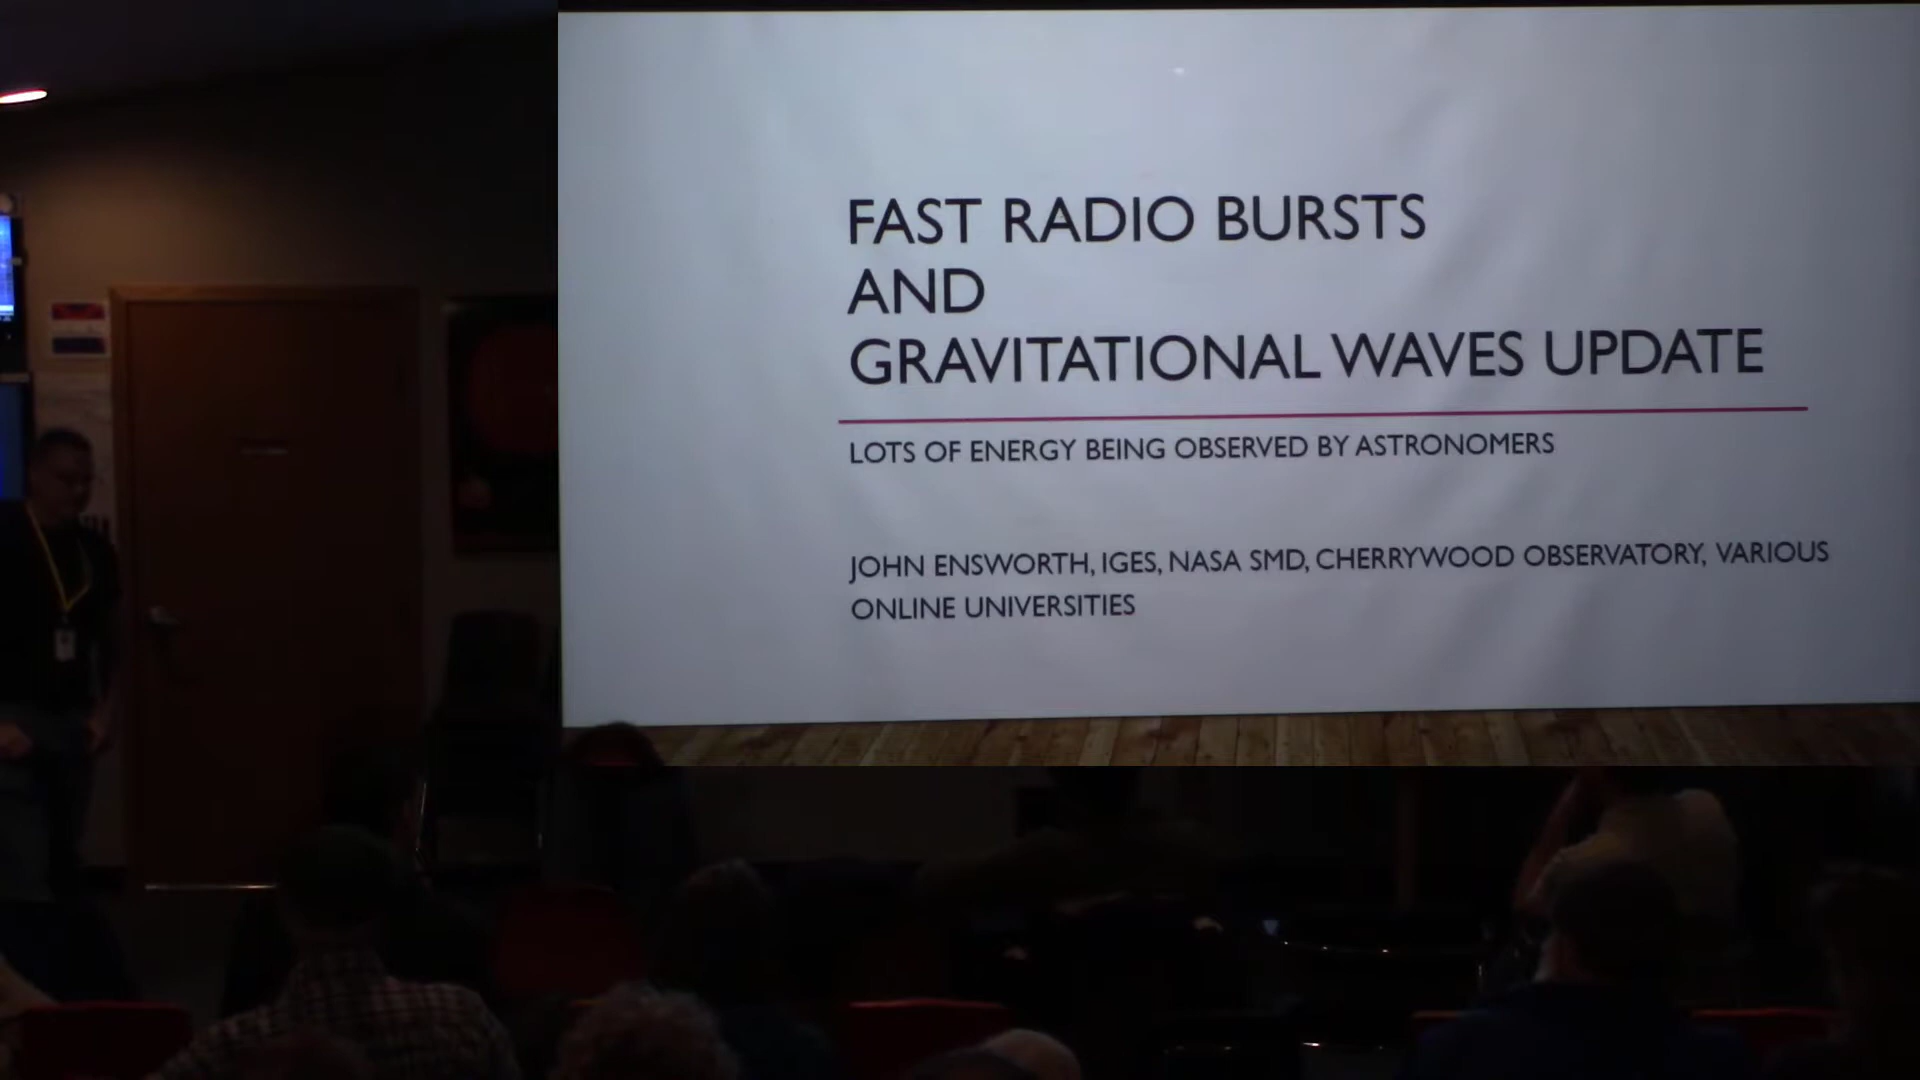 FAST RADIO BURSTS
AND
GRAVITATIONAL WAVES UPDATE
LOTS OF ENERGY BEING OBSERVED BY ASTRONOMERS
JOHN ENSWORTH, IGES, NASA SMD, CHERRYWOOD OBSERVATORY, VARIOUS
ONLINE UNIVERSITIES